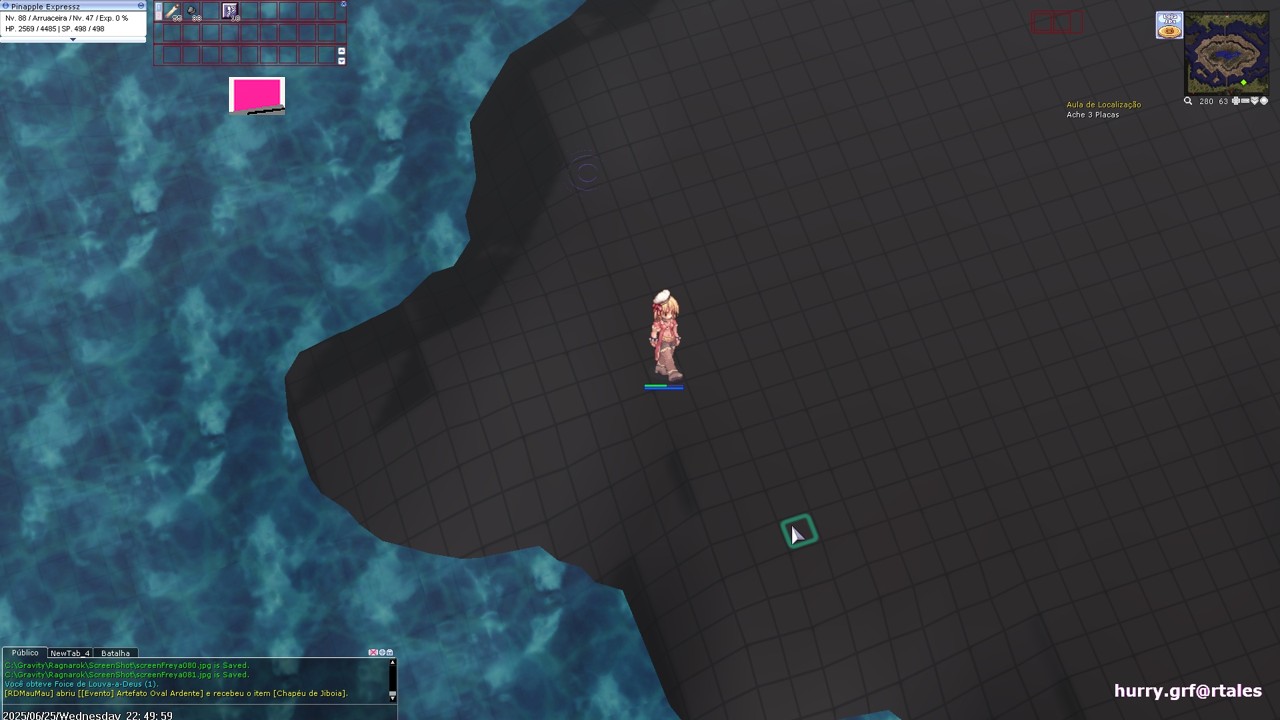 Pinapple Expressz
Nv. 88 / Arruaceira / Nv. 47 / Exp. 0 %
HP. 2569 / 4485 | SP. 498 / 498
280 63
Aula de Localização
Ache 3 Placas
Público NewTab_4 Batalha
C:\Gravity\Ragnarok\ScreenShot\screenFreya080.jpg is Saved.
C:\Gravity\Ragnarok\ScreenShot\screenFreya081.jpg is Saved.
Você obteve Foice de Louva-a-Deus (1).
[RDMauMau] abriu [[Evento] Artefato Oval Ardente] e recebeu o item [Chapéu de Jiboia].
2025/06/25/Wednesday 22:49:59
hurry.grf@rtales